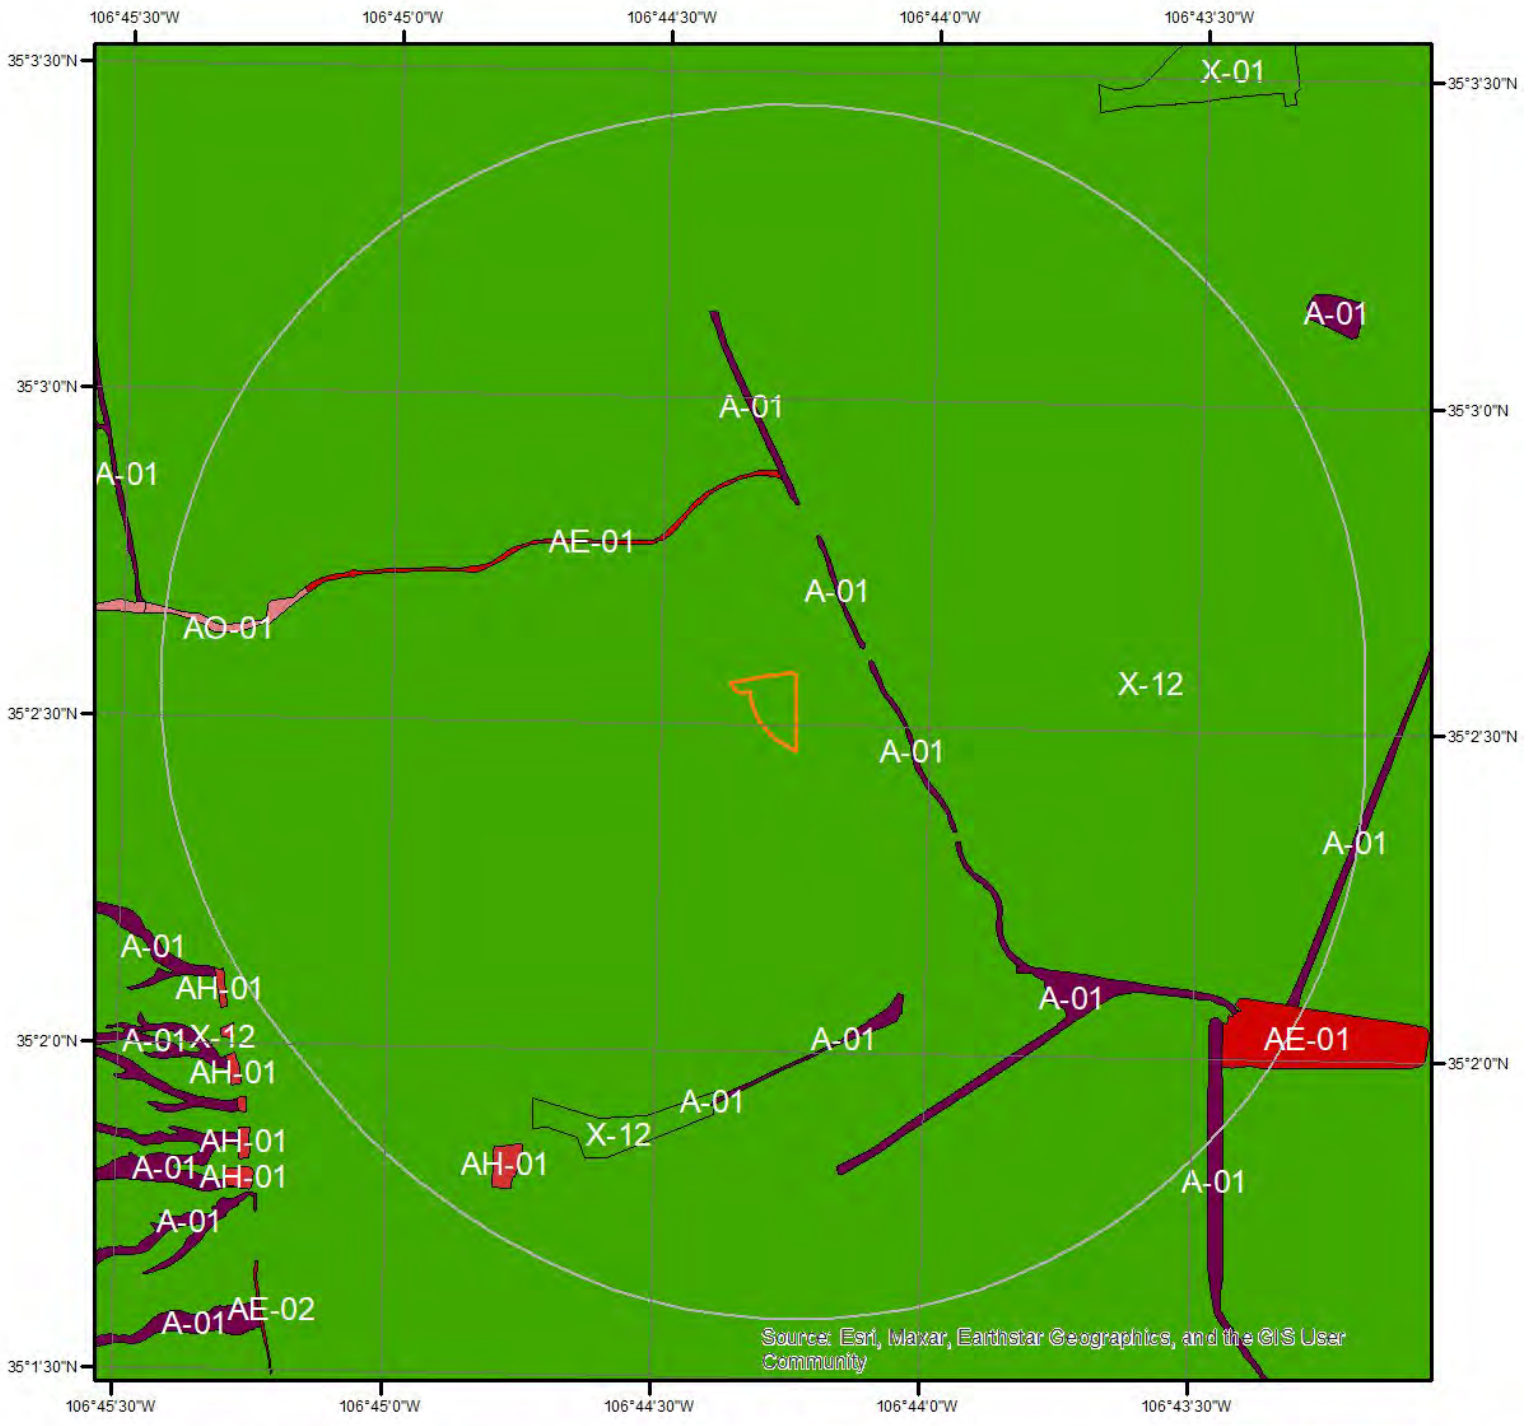 106°45'30"W 106°45'0"W 106°44'30"W 106°44'0"W 106°43'30"W
35°3'30"N
X-01
35°3'30"N
A-01
35°3'0"N
A-01
35°3'0"N
A-01
AE-01
A-01
AO-01
X-12
35°2'30"N
35°2'30"N
A-01
A-01
A-01
AH-01
A-01
35°2'0"N
A-01 X-12
A-01
AE-01
35°2'0"N
AH-01
A-01
X-12
AH-01
AH-01
A-01 AH-01
A-01
A-01
AE-02
A-01
Source: Esri, Maxar, Earthstar Geographics, and the GIS User
Community
35°1'30"N
106°45'30"W 106°45'0"W 106°44'30"W 106°44'0"W 106°43'30"W